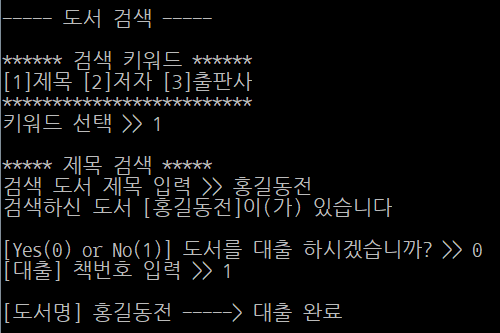 ----- 도서 검색 -----
****** 검색 키워드 ******
[1]제목 [2]저자 [3]출판사
*************************
키워드 선택 >> 1
***** 제목 검색 *****
검색 도서 제목 입력 >> 홍길동전
검색하신 도서 [홍길동전]이(가) 있습니다
[Yes(0) or No(1)] 도서를 대출 하시겠습니까? >> 0
[대출] 책번호 입력 >> 1
[도서명] 홍길동전 -----> 대출 완료